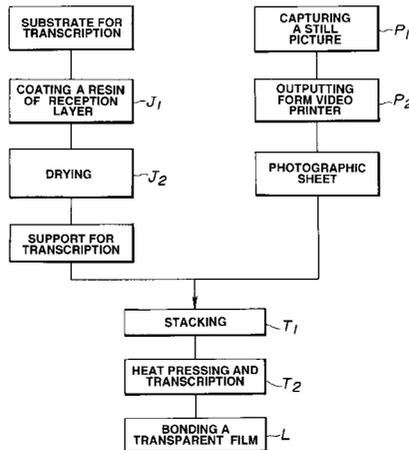 SUBSTRATE FOR
TRANSCRIPTION
COATING A RESIN
OF RECEPTION
LAYER
J1
DRYING
J2
SUPPORT FOR
TRANSCRIPTION
CAPTURING
A STILL
PICTURE
P1
OUTPUTTING
FORM VIDEO
PRINTER
P2
PHOTOGRAPHIC
SHEET
STACKING
T1
HEAT PRESSING AND
TRANSCRIPTION
T2
BONDING A
TRANSPARENT FILM
L